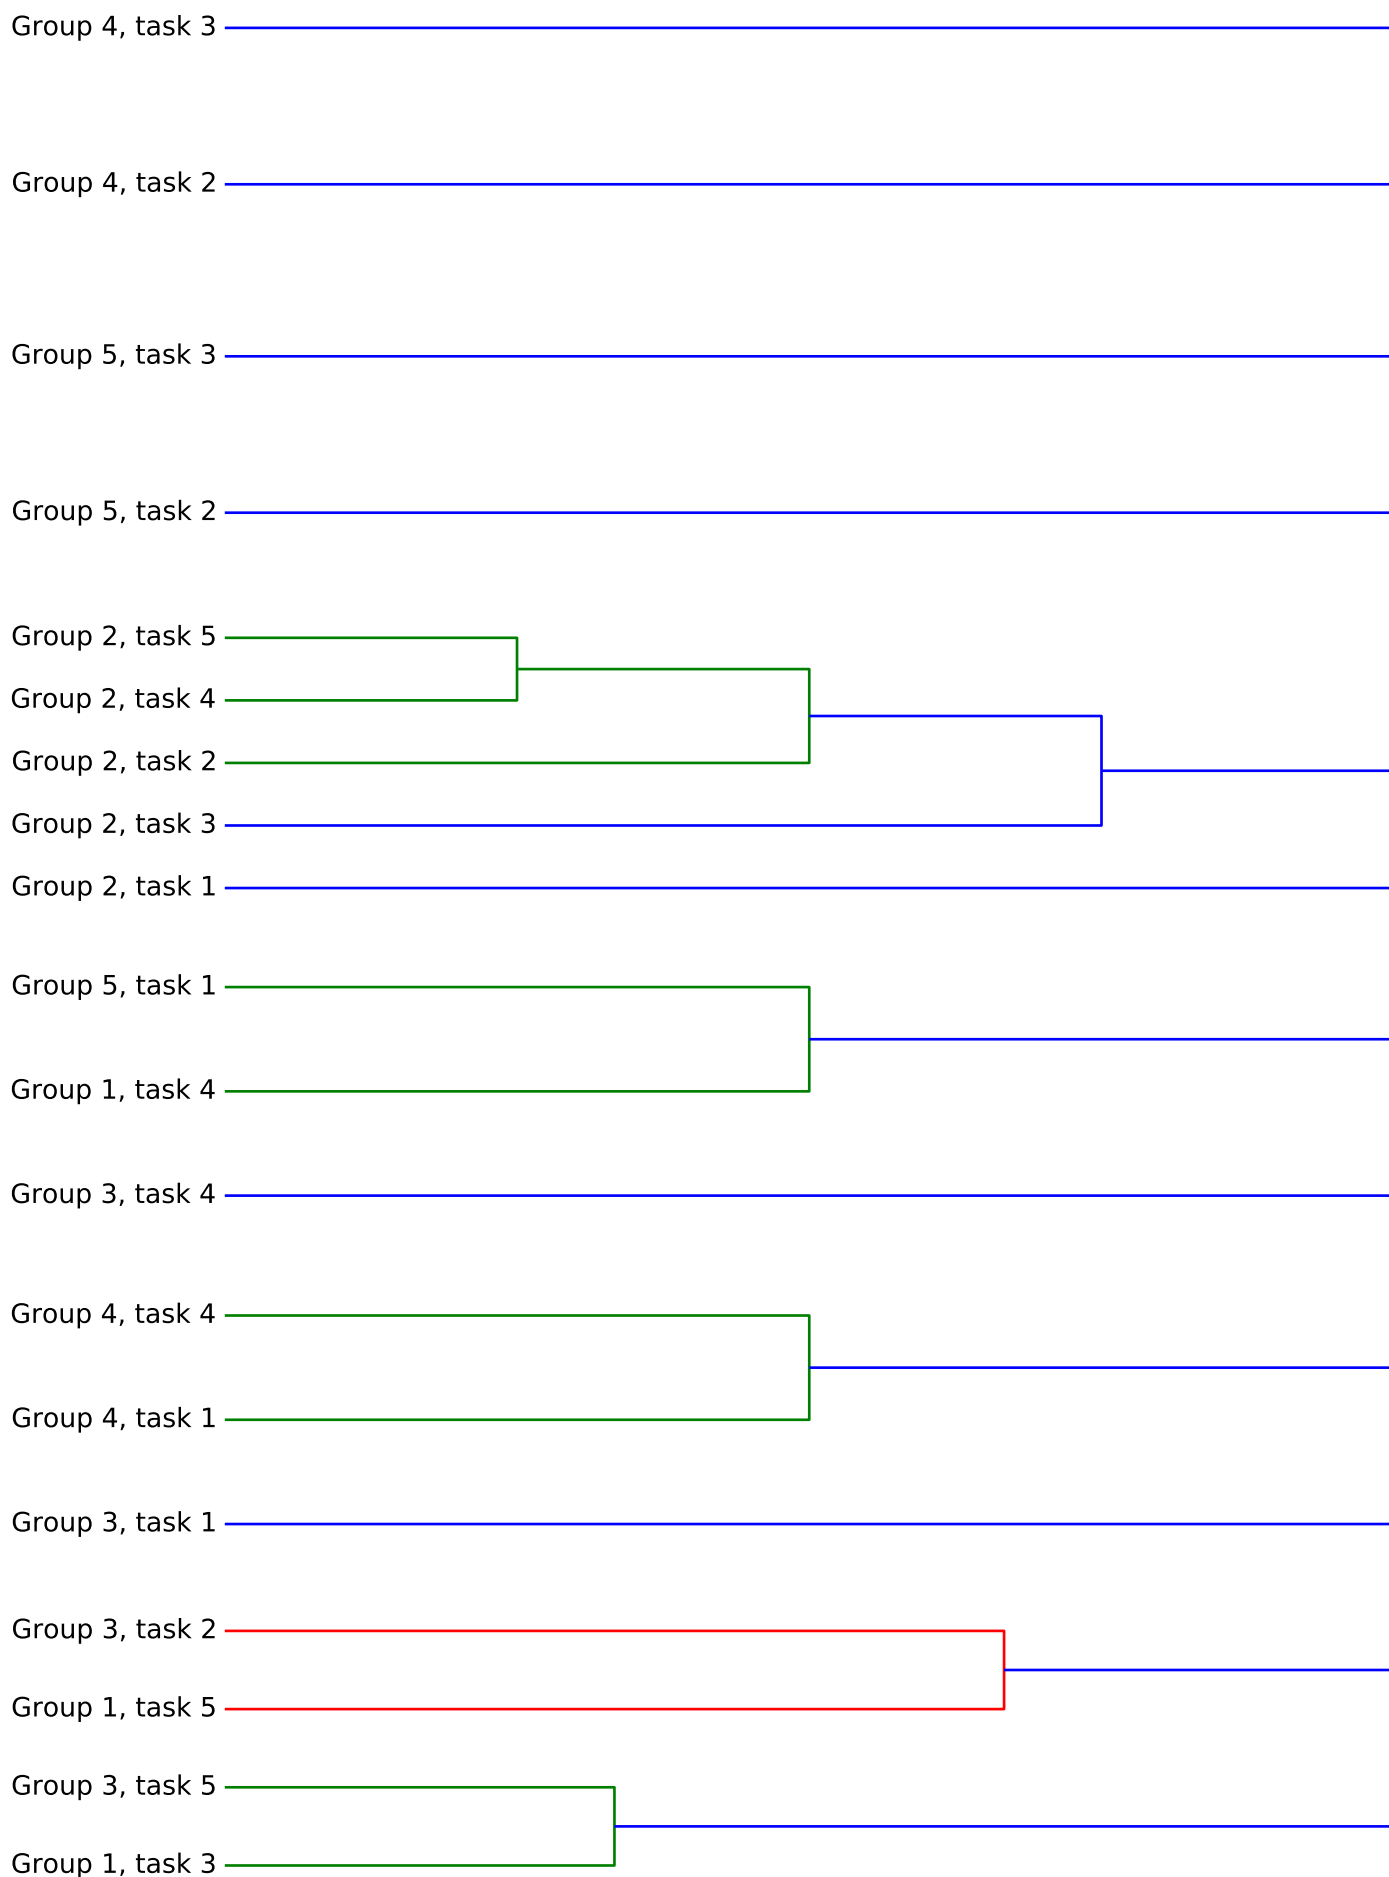 Group 4, task 3
Group 4, task 2
Group 5, task 3
Group 5, task 2
Group 2, task 5
Group 2, task 4
Group 2, task 2
Group 2, task 3
Group 2, task 1
Group 5, task 1
Group 1, task 4
Group 3, task 4
Group 4, task 4
Group 4, task 1
Group 3, task 1
Group 3, task 2
Group 1, task 5
Group 3, task 5
Group 1, task 3